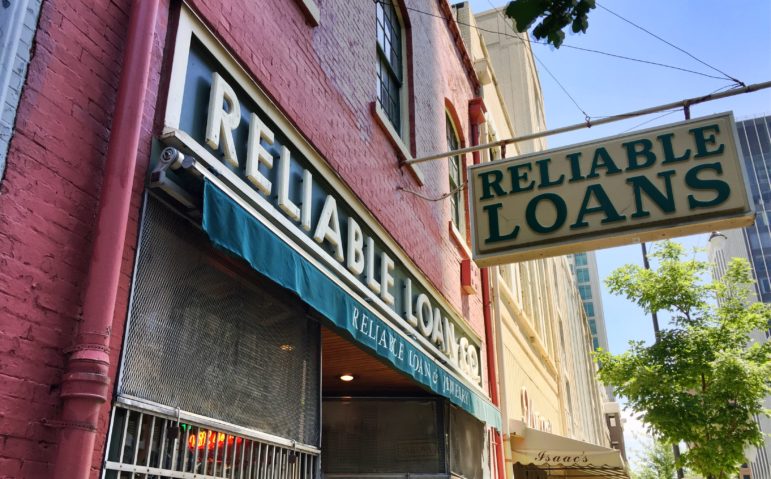 RELIABLE LOAN CO.
RELIABLE LOAN & JEWELRY
RELIABLE
LOANS
Isaac's